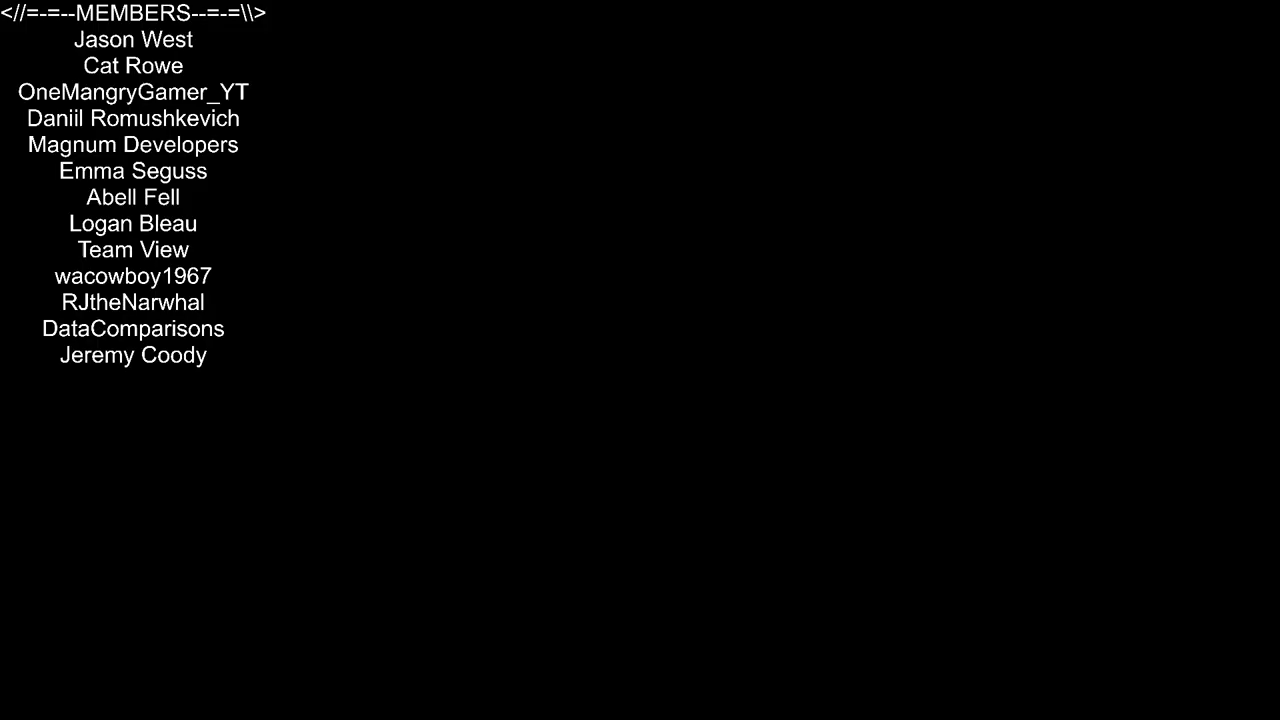 <//=-=--MEMBERS--=-=\\>
Jason West
Cat Rowe
OneMangryGamer_YT
Daniil Romushkevich
Magnum Developers
Emma Seguss
Abell Fell
Logan Bleau
Team View
wacowboy1967
RJtheNarwhal
DataComparisons
Jeremy Coody